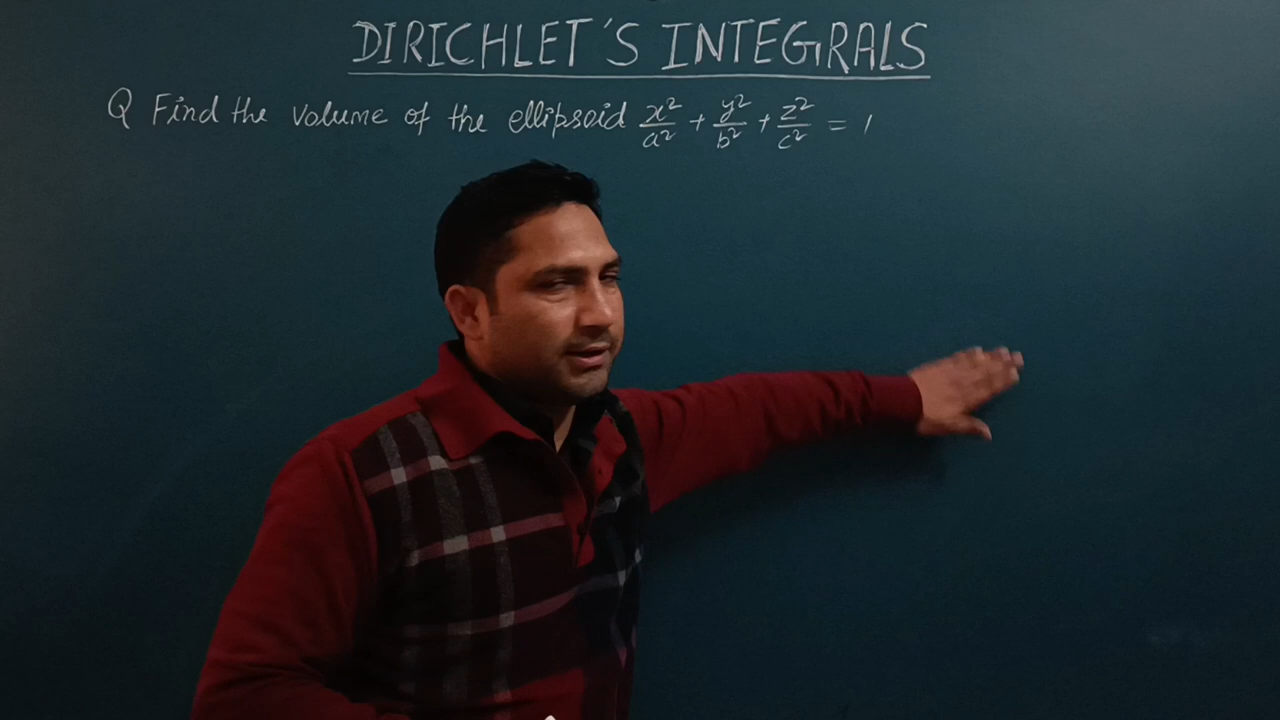 DIRICHLET'S INTEGRALS
Q Find the volume of the ellipsoid x²/a² + y²/b² + z²/c² = 1